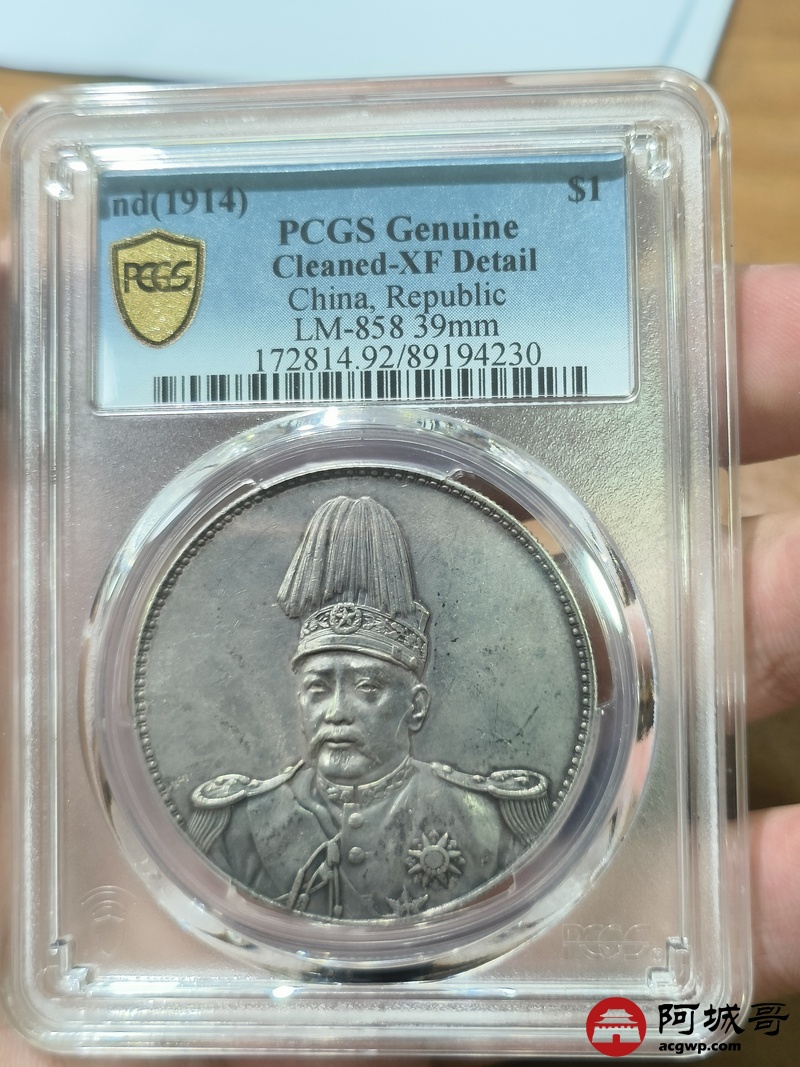 nd(1914) $1
PCGS Genuine
Cleaned-XF Detail
China, Republic
LM-858 39mm
172814.92/89194230
PCGS
PCGS
阿城哥
acgwp.com